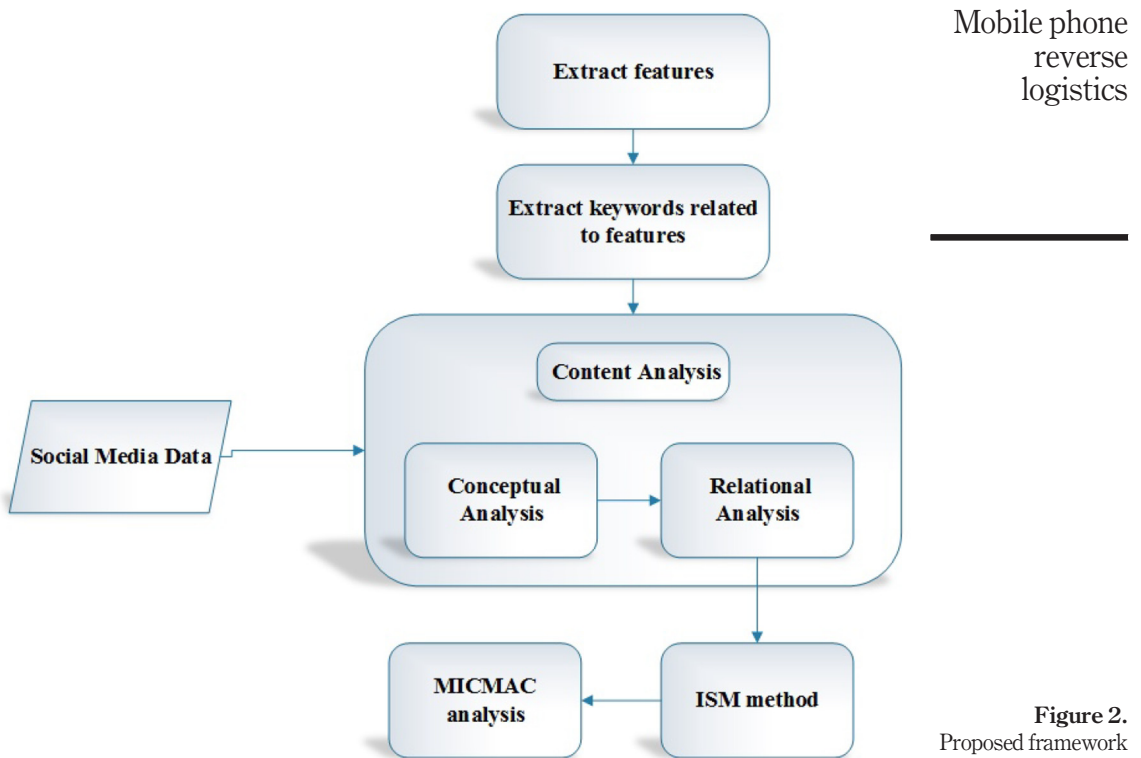 Mobile phone
reverse
logistics
Extract features
Extract keywords related
to features
Content Analysis
Social Media Data
Conceptual
Analysis
Relational
Analysis
MICMAC
analysis
ISM method
Figure 2.
Proposed framework